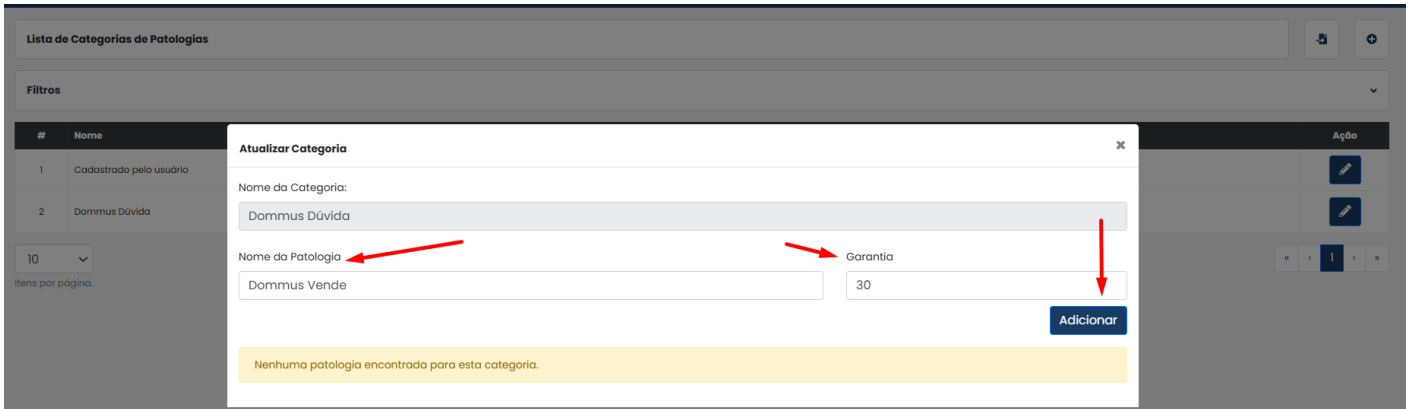 Lista de Categorias de Patologias
Filtros
# Nome Ação
Atualizar Categoria
1 Cadastrado pelo usuário
Nome da Categoria:
2 Dommus Dúvida
Dommus Dúvida
Nome da Patologia Garantia
10
« ‹ 1 › »
Itens por página.
Dommus Vende 30
Adicionar
Nenhuma patologia encontrada para esta categoria.